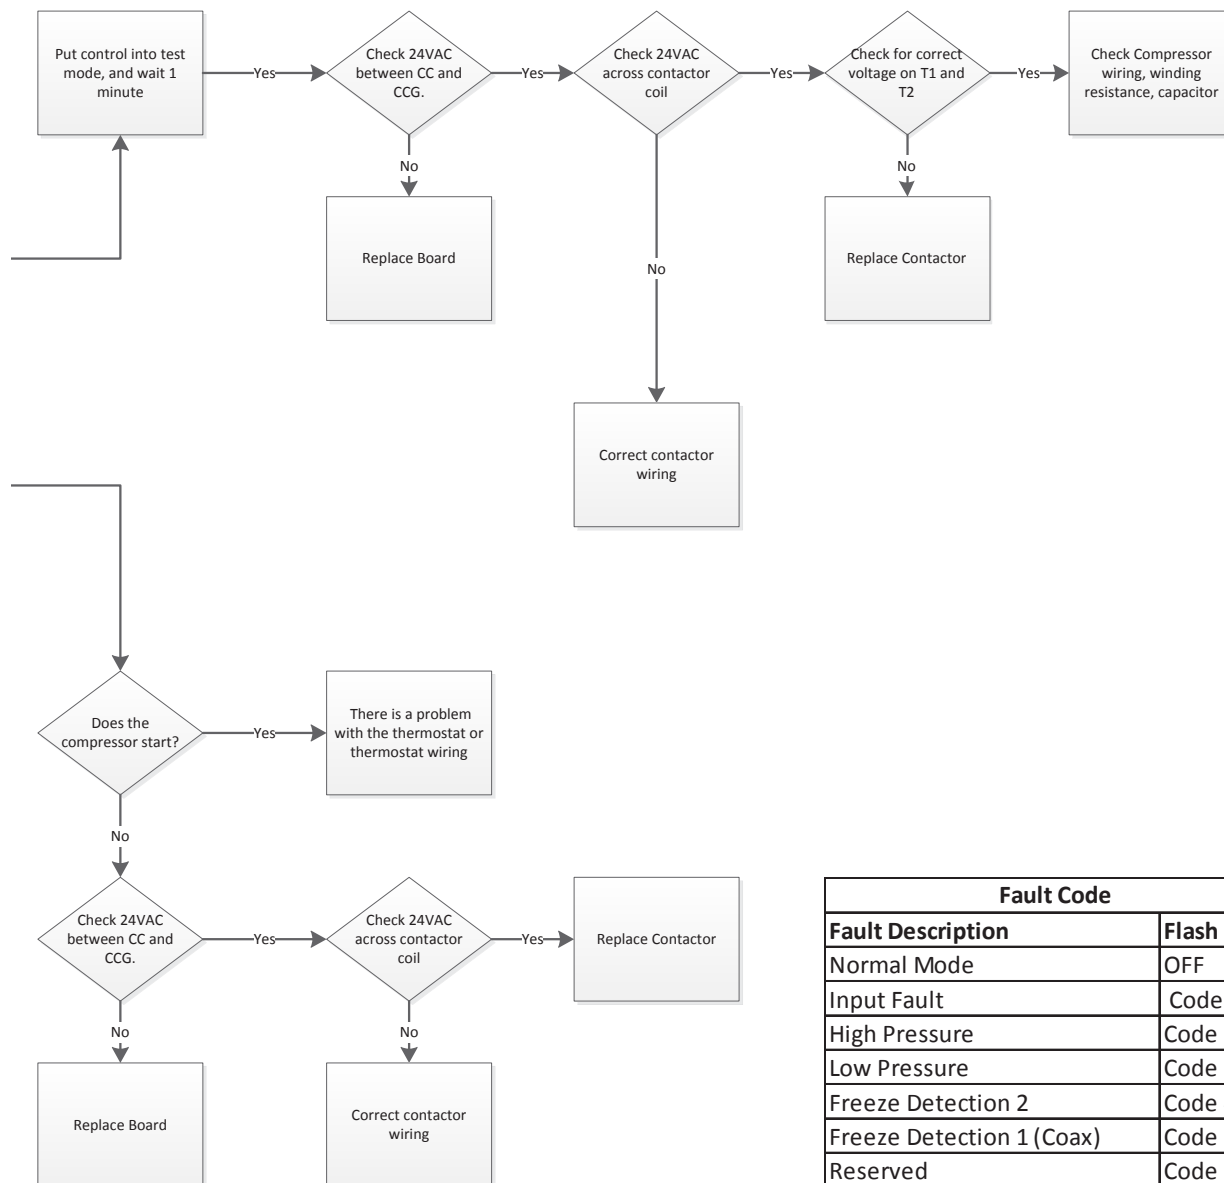 Put control into test
mode, and wait 1
minute
Yes
Check 24VAC
between CC and
CCG.
Yes
Check 24VAC
across contactor
coil
Yes
Check for correct
voltage on T1 and
T2
Yes
Check Compressor
wiring, winding
resistance, capacitor
No
Replace Board
No
Correct contactor
wiring
No
Replace Contactor
Does the
compressor start?
Yes
There is a problem
with the thermostat or
thermostat wiring
No
Check 24VAC
between CC and
CCG.
Yes
Check 24VAC
across contactor
coil
Yes
Replace Contactor
No
Replace Board
No
Correct contactor
wiring
Fault Code
Fault Description Flash
Normal Mode OFF
Input Fault Code
High Pressure Code
Low Pressure Code
Freeze Detection 2 Code
Freeze Detection 1 (Coax) Code
Reserved Code